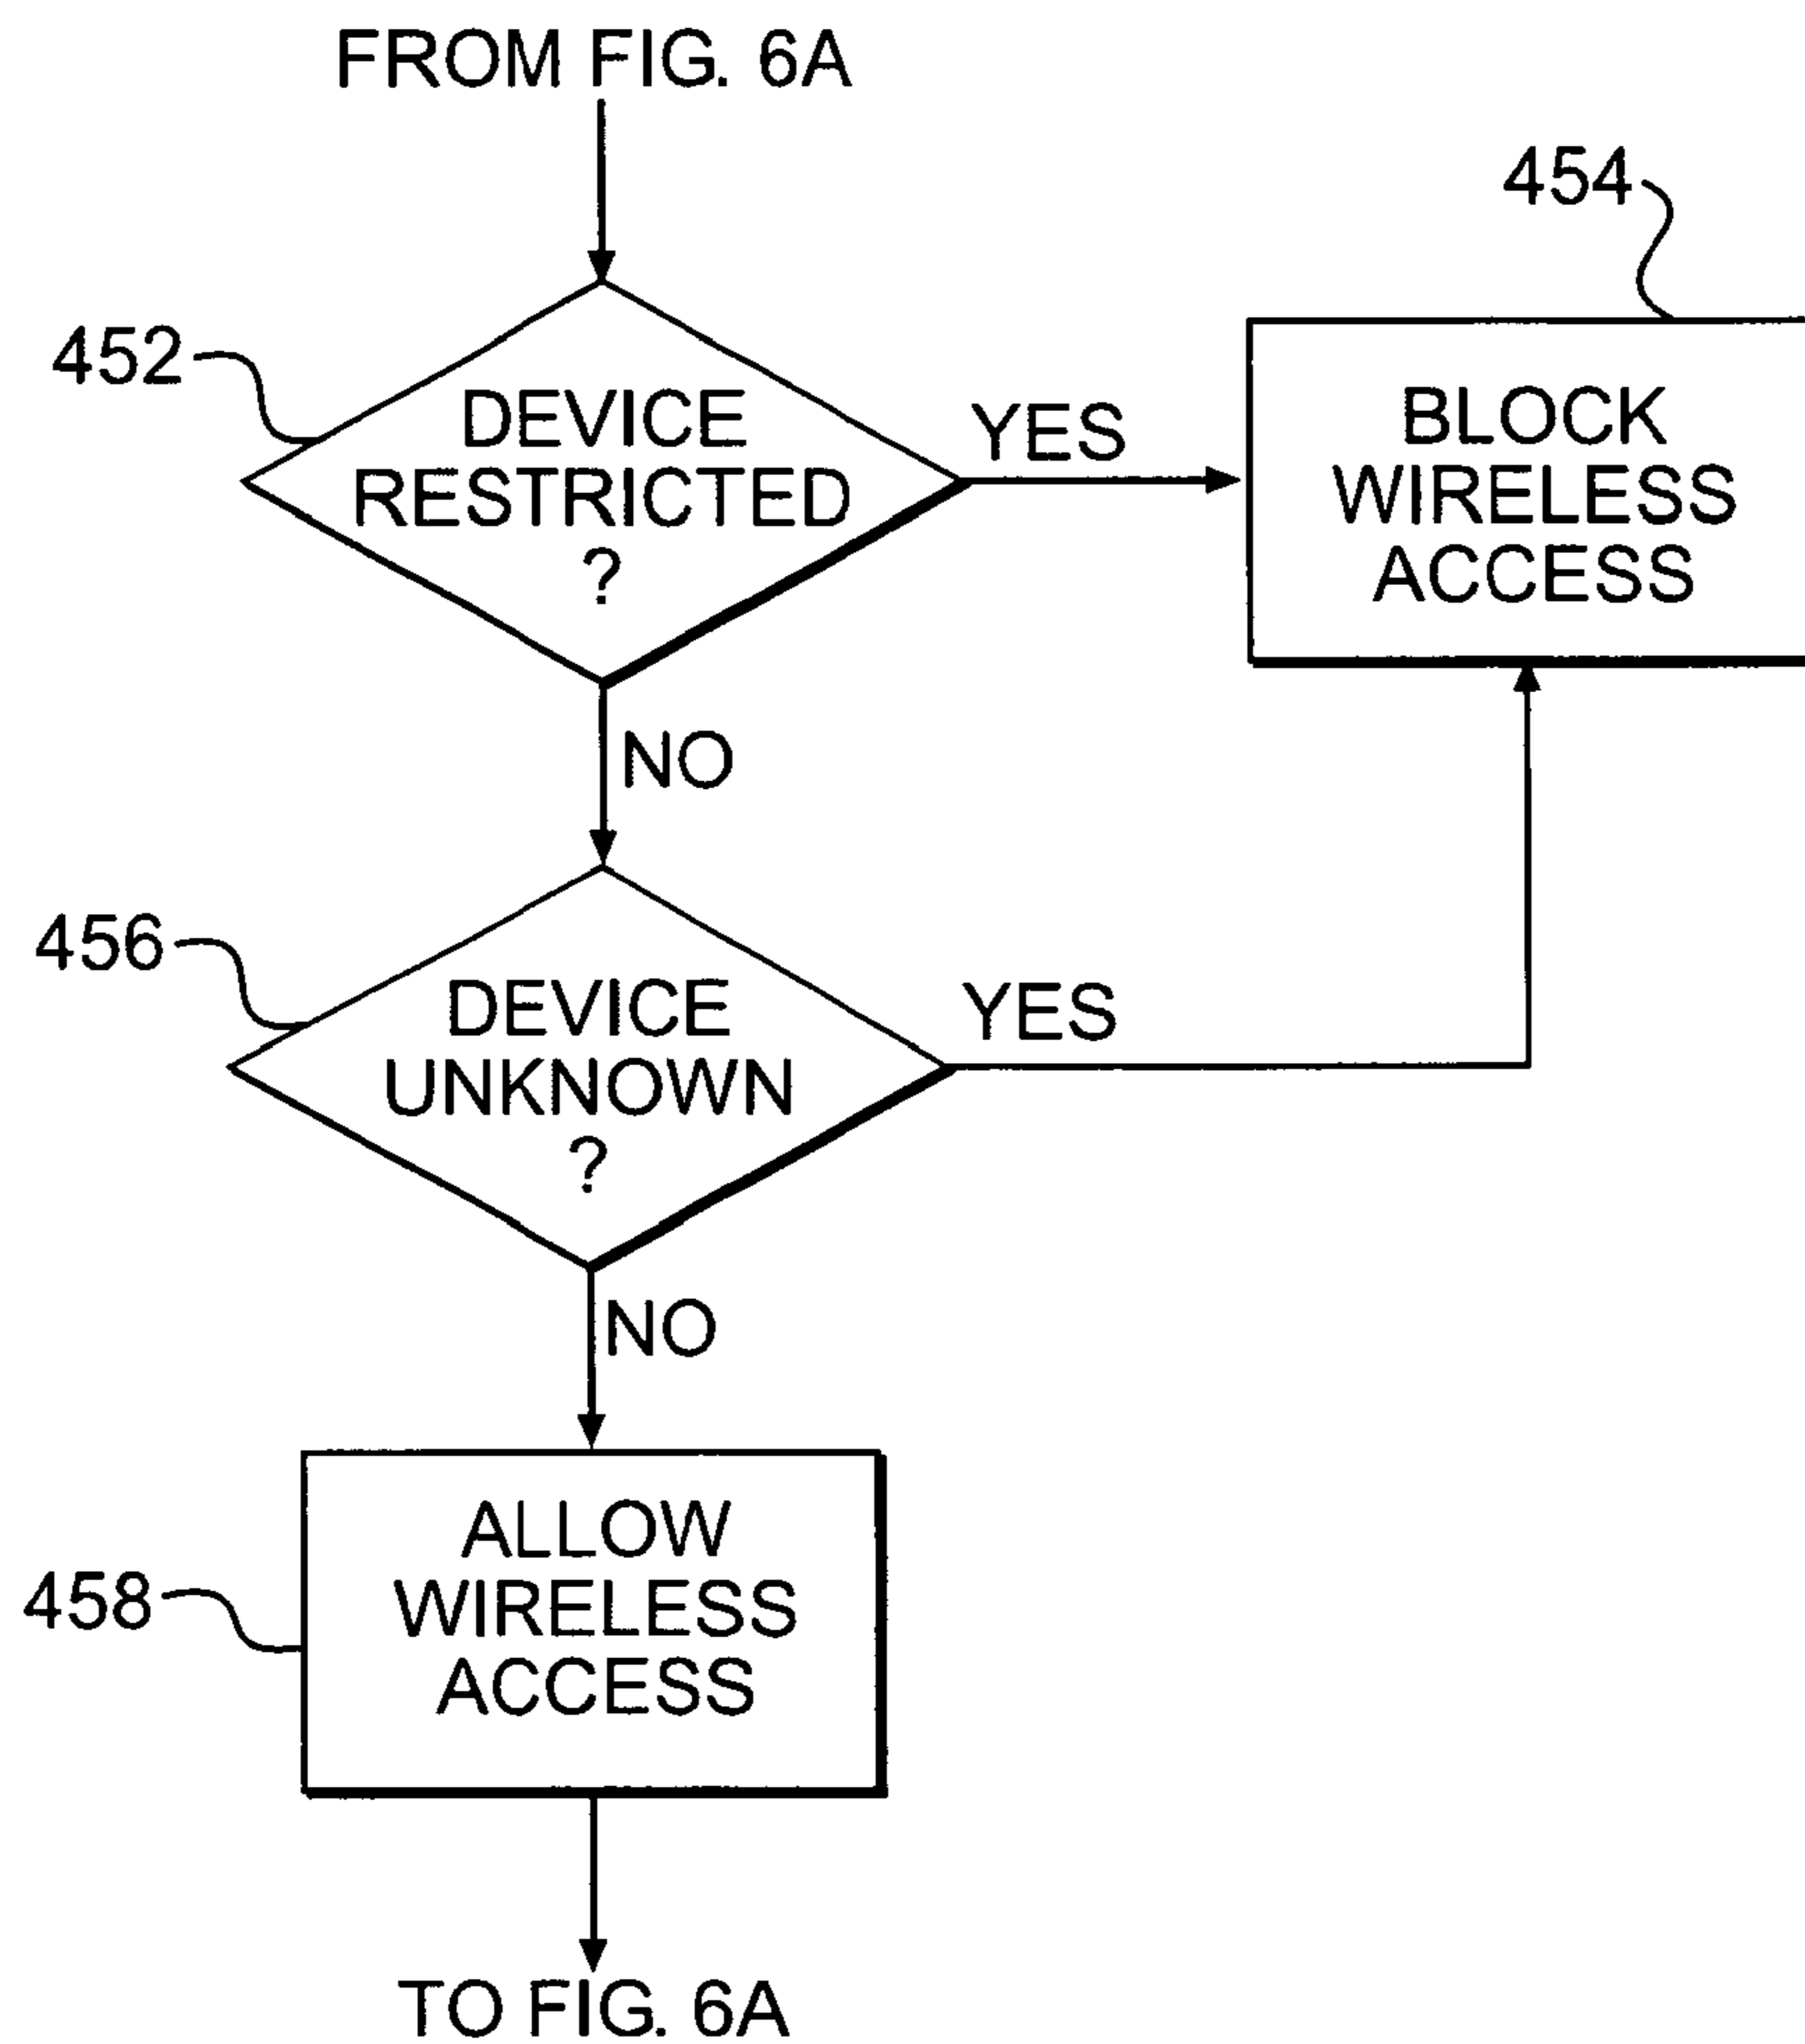 FROM FIG. 6A
454
452
DEVICE
RESTRICTED
?
YES
BLOCK
WIRELESS
ACCESS
NO
456
DEVICE
UNKNOWN
?
YES
NO
458
ALLOW
WIRELESS
ACCESS
TO FIG. 6A